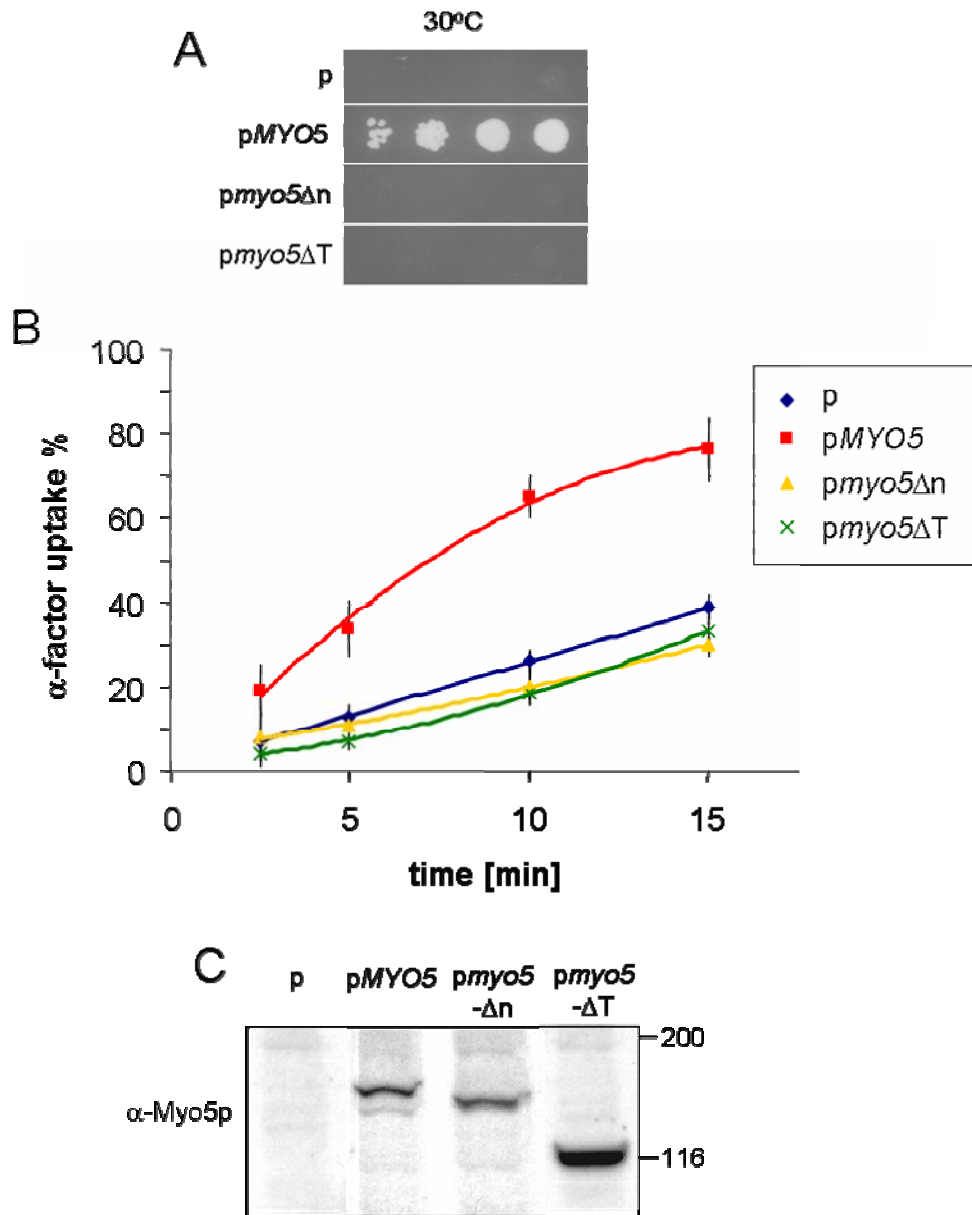 A
30ºC
p
pMYO5
pmyo5Δn
pmyo5ΔT
B
α-factor uptake %
100
80
60
40
20
0
0 5 10 15
time [min]
p
pMYO5
pmyo5Δn
pmyo5ΔT
C
p pMYO5 pmyo5 pmyo5
-Δn -ΔT
α-Myo5p
200
116